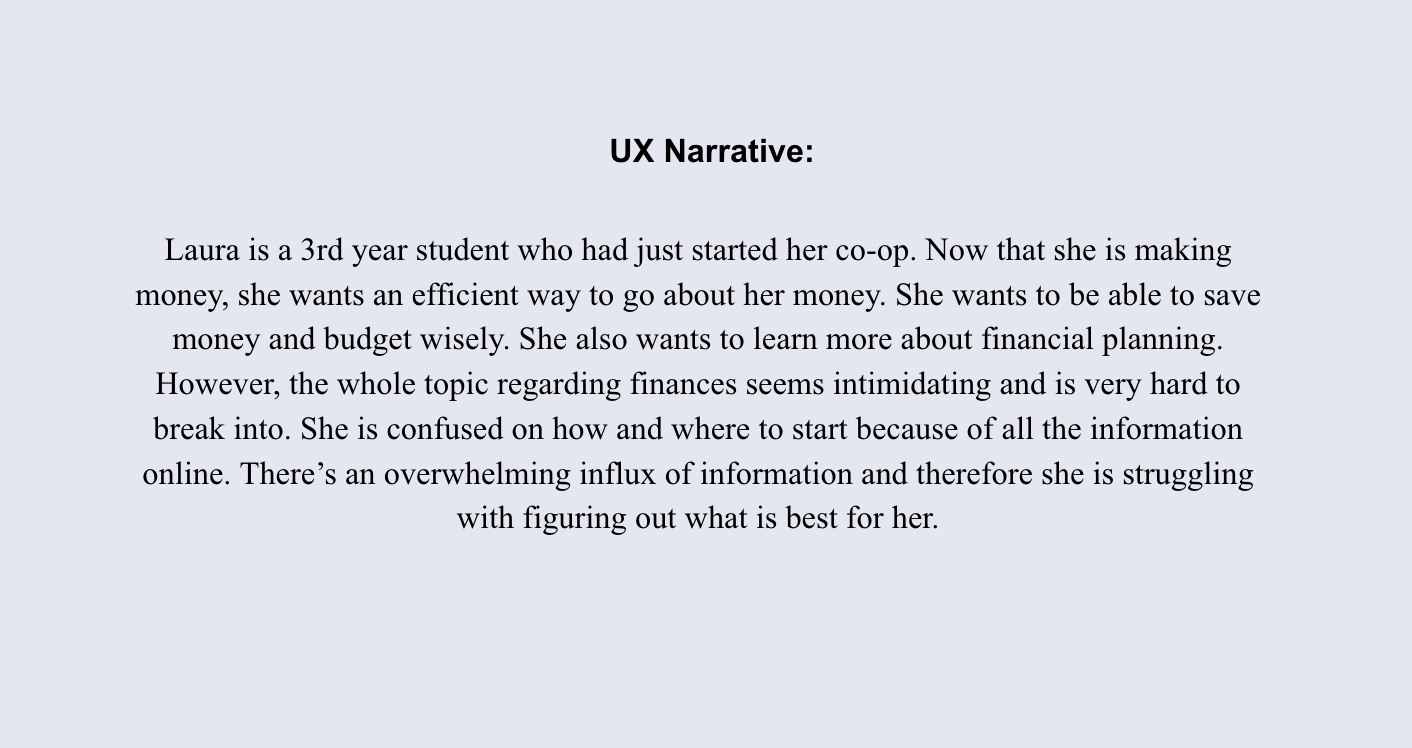 UX Narrative:
Laura is a 3rd year student who had just started her co-op. Now that she is making
money, she wants an efficient way to go about her money. She wants to be able to save
money and budget wisely. She also wants to learn more about financial planning.
However, the whole topic regarding finances seems intimidating and is very hard to
break into. She is confused on how and where to start because of all the information
online. There’s an overwhelming influx of information and therefore she is struggling
with figuring out what is best for her.